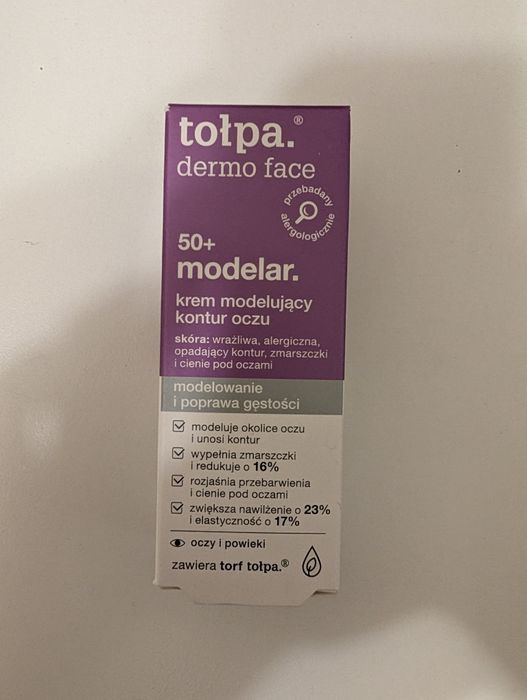 tołpa.®
dermo face
przebadany
alergologicznie
50+
modelar.
krem modelujący
kontur oczu
skóra: wrażliwa, alergiczna,
opadający kontur, zmarszczki
i cienie pod oczami
modelowanie
i poprawa gęstości
modeluje okolice oczu
i unosi kontur
wypełnia zmarszczki
i redukuje o 16%
rozjaśnia przebarwienia
i cienie pod oczami
zwiększa nawilżenie o 23%
i elastyczność o 17%
oczy i powieki
zawiera torf tołpa.®